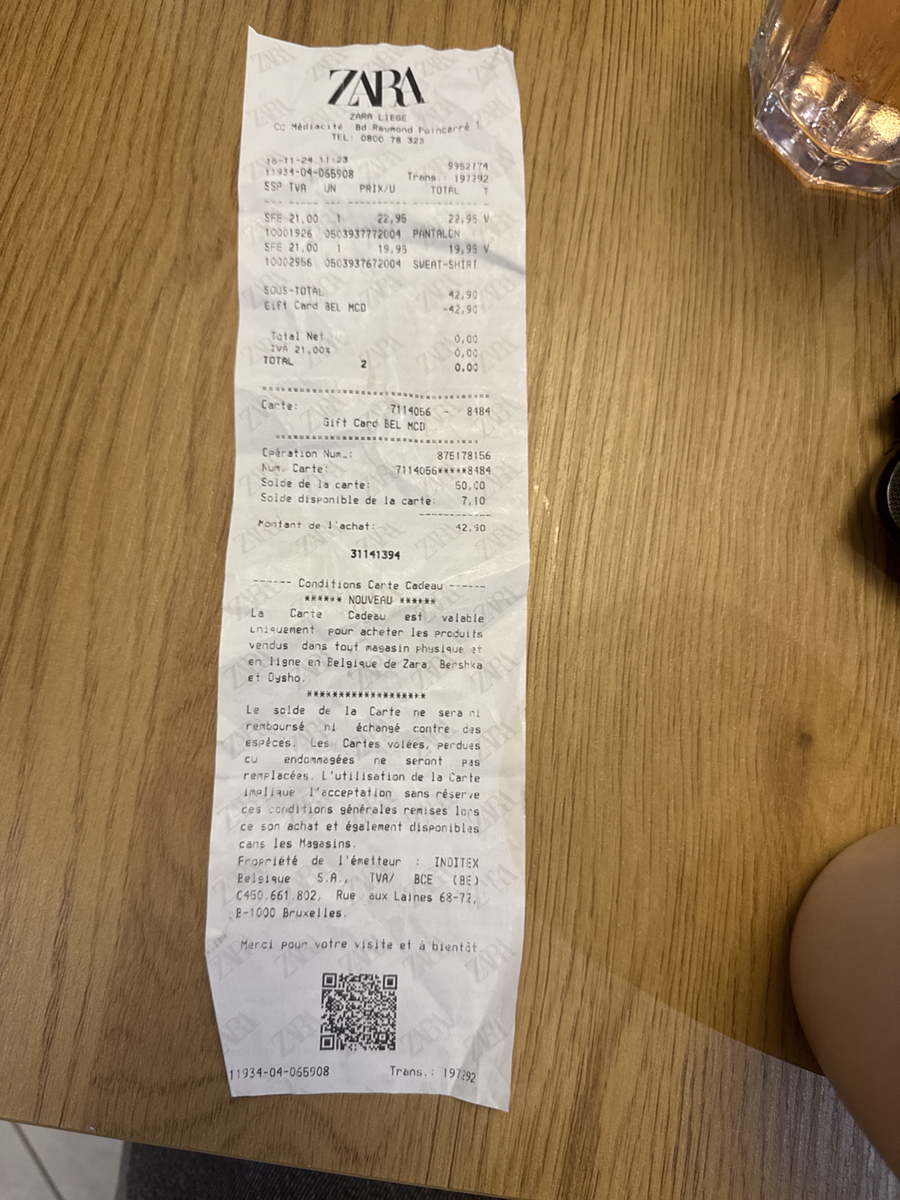 ZARA
ZARA LIEGE
CC Médiacité Bd Raymond Poincarré 1
TEL: 0800 78 323
16-11-24 11:23 9952774
11934-04-065908 Trans.: 197292
SSP TVA UN PRIX/U TOTAL T
SFE 21.00 1 22,95 22,95 V
10001926 0503937772004 PANTALON
SFE 21.00 1 19,95 19,95 V
10002956 0503937672004 SWEAT-SHIRT
SOUS-TOTAL 42,90
Gift Card BEL MCD -42,90
Total Net 0,00
TVA 21,00% 0,00
TOTAL 2 0,00
************************************
Carte: 7114056 - 8484
Gift Card BEL MCD
********************************
Opération Num.: 875178156
Num. Carte: 7114056*****8484
Solde de la carte: 50,00
Solde disponible de la carte: 7,10
------------
Montant de l'achat: 42,90
31141394
------ Conditions Carte Cadeau ------
****** NOUVEAU ******
La Carte Cadeau est valable
uniquement pour acheter les produits
vendus dans tout magasin physique et
en ligne en Belgique de Zara, Bershka
et Oysho.
*******************
Le solde de la Carte ne sera ni
remboursé ni échangé contre des
espèces. Les Cartes volées, perdues
ou endommagées ne seront pas
remplacées. L'utilisation de la Carte
implique l'acceptation sans réserve
des conditions générales remises lors
de son achat et également disponibles
dans les Magasins.
Propriété de l'émetteur : INDITEX
Belgique S.A., TVA/ BCE (BE)
0450.661.802, Rue aux Laines 68-72,
B-1000 Bruxelles.
Merci pour votre visite et à bientôt
11934-04-065908 Trans.: 197292